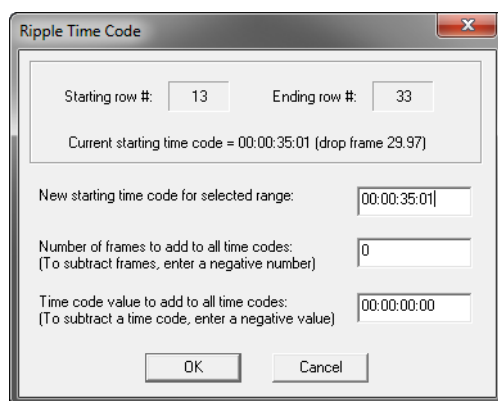 Ripple Time Code
Starting row #: 13 Ending row #: 33
Current starting time code = 00:00:35:01 (drop frame 29.97)
New starting time code for selected range: 00:00:35:01
Number of frames to add to all time codes: 0
(To subtract frames, enter a negative number)
Time code value to add to all time codes: 00:00:00:00
(To subtract a time code, enter a negative value)
OK Cancel